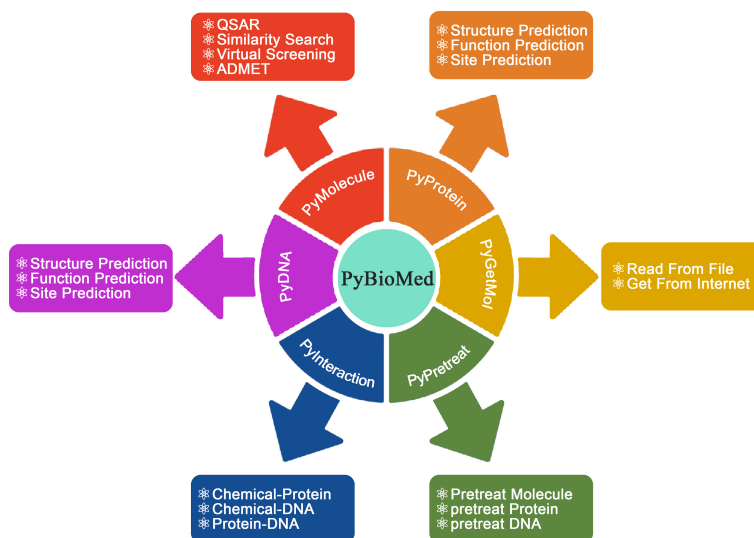 QSAR
Similarity Search
Virtual Screening
ADMET
Structure Prediction
Function Prediction
Site Prediction
PyMolecule
PyProtein
Structure Prediction
Function Prediction
Site Prediction
PyDNA
PyBioMed
PyGetMol
Read From File
Get From Internet
PyInteraction
PyPretreat
Chemical-Protein
Chemical-DNA
Protein-DNA
Pretreat Molecule
pretreat Protein
pretreat DNA